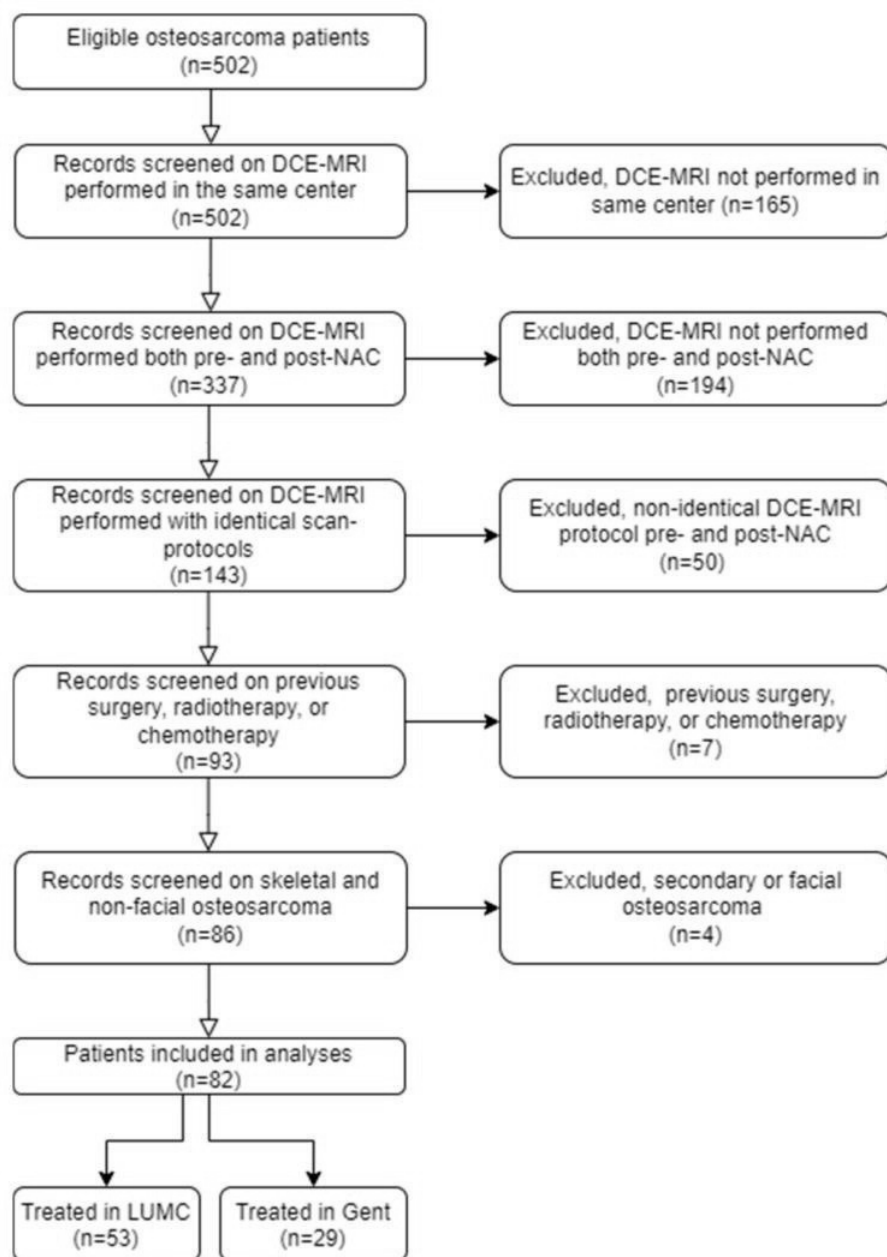 Eligible osteosarcoma patients
(n=502)
Records screened on DCE-MRI
performed in the same center
(n=502)
Excluded, DCE-MRI not performed in
same center (n=165)
Records screened on DCE-MRI
performed both pre- and post-NAC
(n=337)
Excluded, DCE-MRI not performed
both pre- and post-NAC
(n=194)
Records screened on DCE-MRI
performed with identical scan-
protocols
(n=143)
Excluded, non-identical DCE-MRI
protocol pre- and post-NAC
(n=50)
Records screened on previous
surgery, radiotherapy, or
chemotherapy
(n=93)
Excluded, previous surgery,
radiotherapy, or chemotherapy
(n=7)
Records screened on skeletal and
non-facial osteosarcoma
(n=86)
Excluded, secondary or facial
osteosarcoma
(n=4)
Patients included in analyses
(n=82)
Treated in LUMC
(n=53)
Treated in Gent
(n=29)